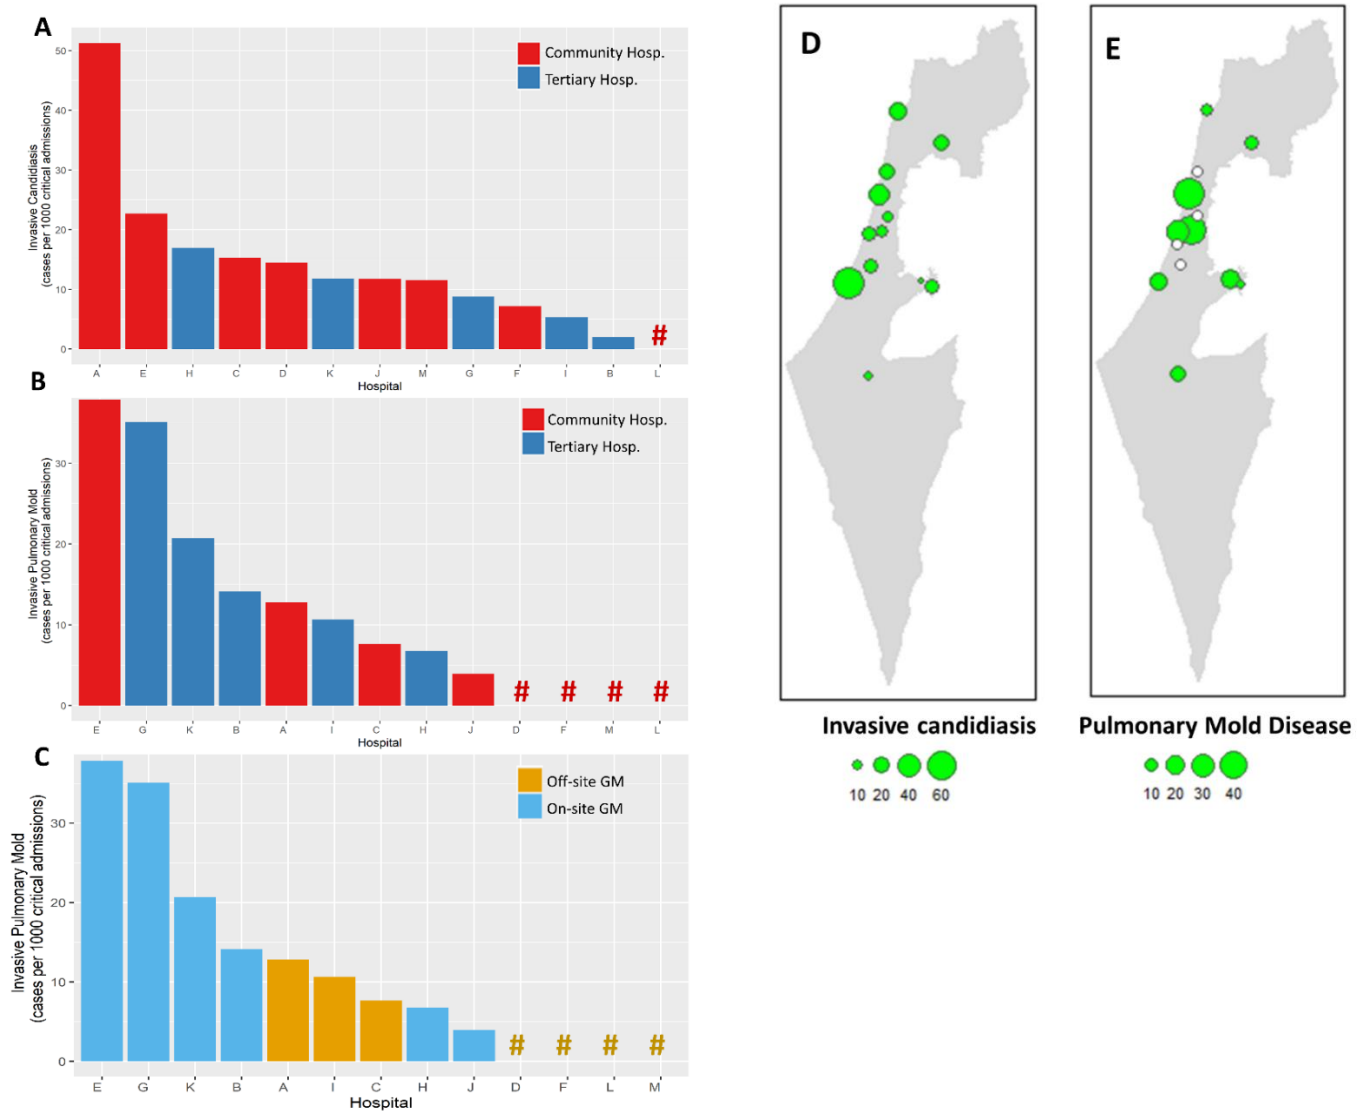 A
Invasive Candidiasis
(cases per 1000 critical admissions)
50
40
30
20
10
0
Community Hosp.
Tertiary Hosp.
#
A E H C D K J M G F I B L
Hospital
B
Invasive Pulmonary Mold
(cases per 1000 critical admissions)
30
20
10
0
Community Hosp.
Tertiary Hosp.
# # # #
E G K B A I C H J D F M L
Hospital
C
Invasive Pulmonary Mold
(cases per 1000 critical admissions)
30
20
10
0
Off-site GM
On-site GM
# # # #
E G K B A I C H J D F L M
Hospital
D
Invasive candidiasis
10 20 40 60
E
Pulmonary Mold Disease
10 20 30 40